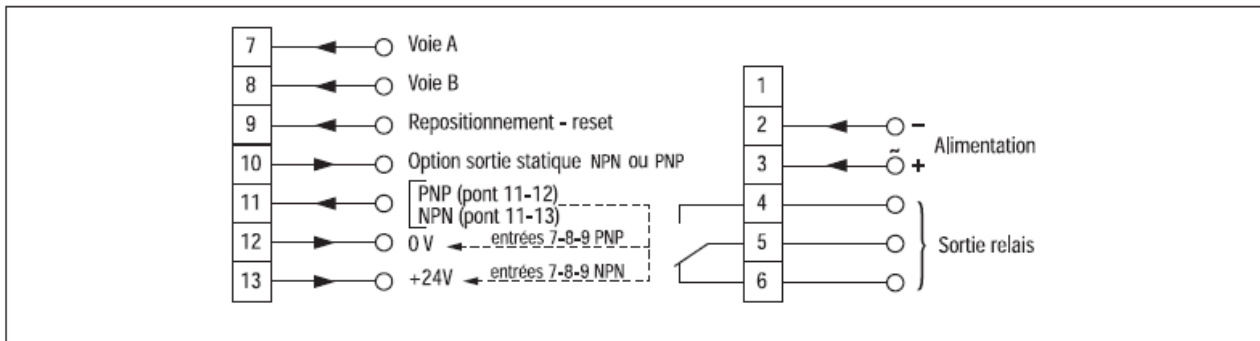 7 Voie A
8 Voie B
9 Repositionnement - reset
10 Option sortie statique NPN ou PNP
11 PNP (pont 11-12)
NPN (pont 11-13)
12 0 V entrées 7-8-9 PNP
13 +24V entrées 7-8-9 NPN
1
2 −
Alimentation
3 ~ +
4
5 Sortie relais
6